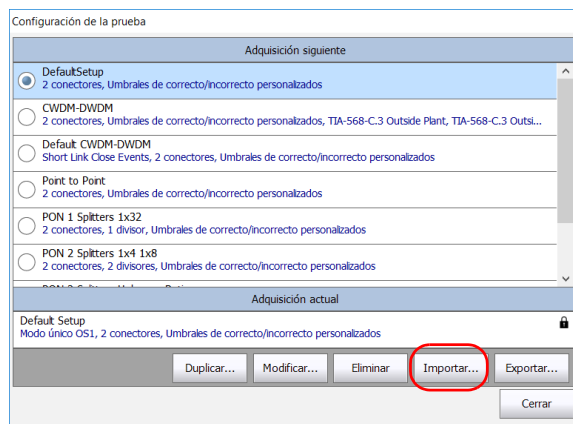 Configuración de la prueba
Adquisición siguiente
DefaultSetup
2 conectores, Umbrales de correcto/incorrecto personalizados
CWDM-DWDM
2 conectores, Umbrales de correcto/incorrecto personalizados, TIA-568-C.3 Outside Plant, TIA-568-C.3 Outsi...
Default CWDM-DWDM
Short Link Close Events, 2 conectores, Umbrales de correcto/incorrecto personalizados
Point to Point
2 conectores, Umbrales de correcto/incorrecto personalizados
PON 1 Splitters 1x32
2 conectores, 1 divisor, Umbrales de correcto/incorrecto personalizados
PON 2 Splitters 1x4 1x8
2 conectores, 2 divisores, Umbrales de correcto/incorrecto personalizados
Adquisición actual
Default Setup
Modo único OS1, 2 conectores, Umbrales de correcto/incorrecto personalizados
Duplicar... Modificar... Eliminar Importar... Exportar...
Cerrar